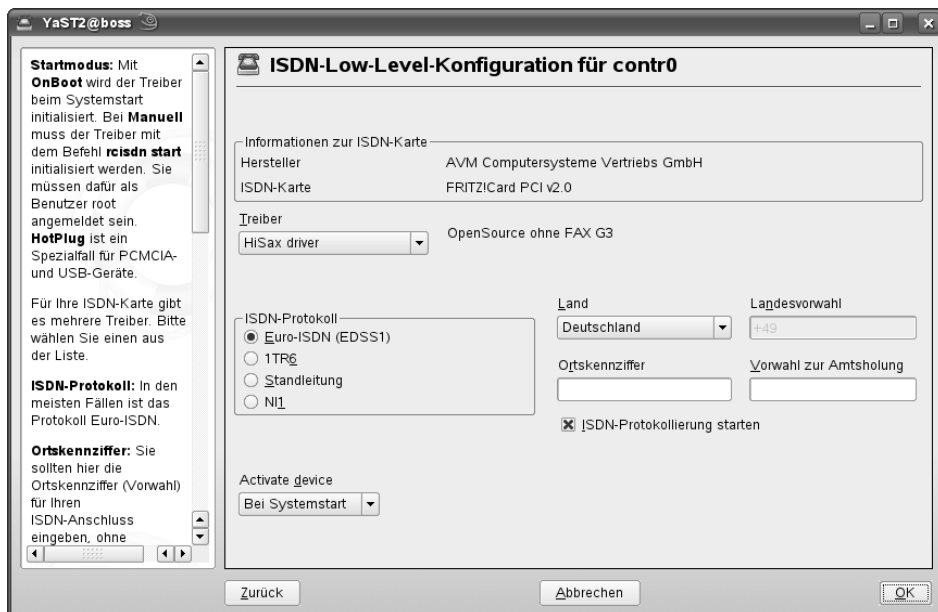 YaST2@boss
Startmodus: Mit
OnBoot wird der Treiber
beim Systemstart
initialisiert. Bei Manuell
muss der Treiber mit
dem Befehl rcisdn start
initialisiert werden. Sie
müssen dafür als
Benutzer root
angemeldet sein.
HotPlug ist ein
Spezialfall für PCMCIA-
und USB-Geräte.
Für Ihre ISDN-Karte gibt
es mehrere Treiber. Bitte
wählen Sie einen aus
der Liste.
ISDN-Protokoll: In den
meisten Fällen ist das
Protokoll Euro-ISDN.
Ortskennziffer: Sie
sollten hier die
Ortskennziffer (Vorwahl)
für Ihren
ISDN-Anschluss
eingeben, ohne
ISDN-Low-Level-Konfiguration für contr0
Informationen zur ISDN-Karte
Hersteller AVM Computersysteme Vertriebs GmbH
ISDN-Karte FRITZ!Card PCI v2.0
Treiber
HiSax driver OpenSource ohne FAX G3
ISDN-Protokoll
Euro-ISDN (EDSS1)
1TR6
Standleitung
NI1
Land Landesvorwahl
Deutschland +49
Ortskennziffer Vorwahl zur Amtsholung
ISDN-Protokollierung starten
Activate device
Bei Systemstart
Zurück Abbrechen OK